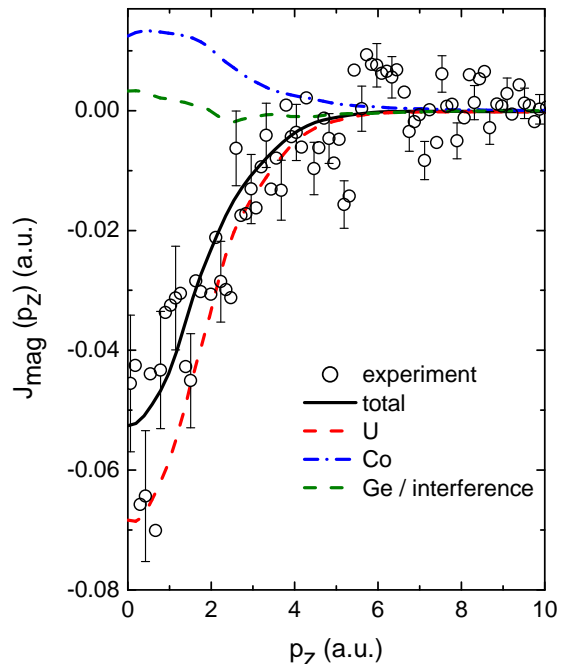 0.00
-0.02
-0.04
-0.06
-0.08
J_mag (p_z) (a.u.)
experiment
total
U
Co
Ge / interference
0 2 4 6 8 10
p_z (a.u.)